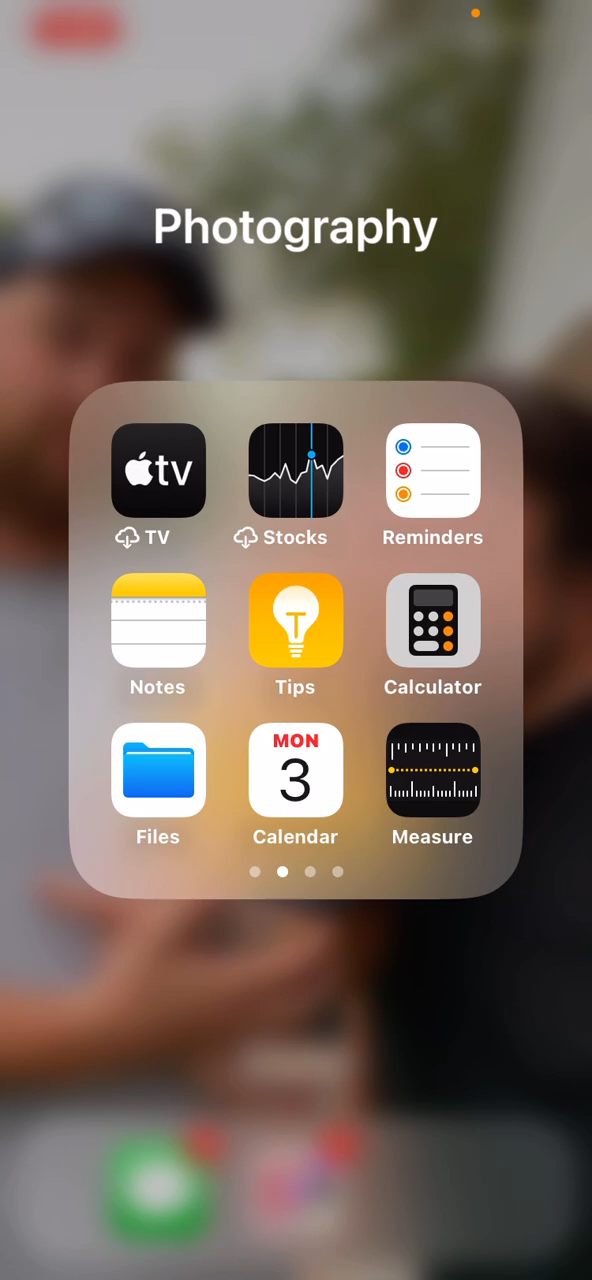 Photography
tv
TV
Stocks
Reminders
Notes
T
Tips
Calculator
MON
3
Files
Calendar
Measure